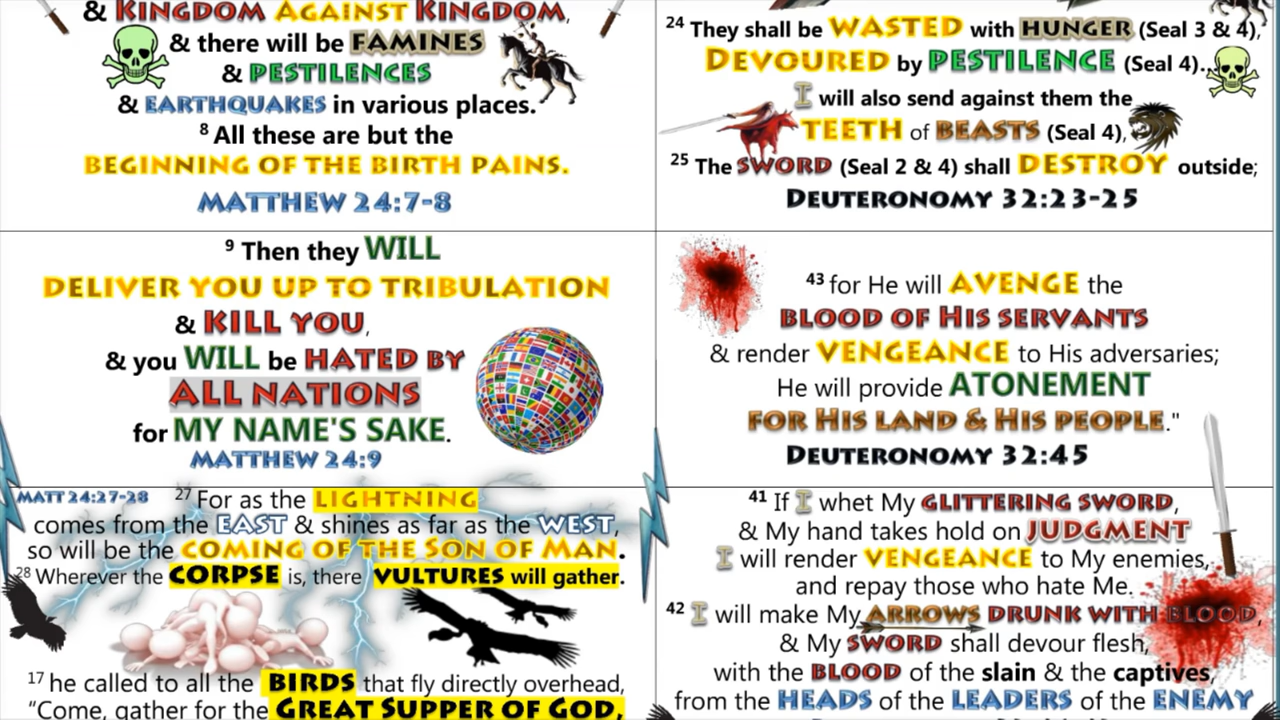 & KINGDOM AGAINST KINGDOM,
& there will be FAMINES
& PESTILENCES
& EARTHQUAKES in various places.
8 All these are but the
BEGINNING OF THE BIRTH PAINS.
MATTHEW 24:7-8
9 Then they WILL
DELIVER YOU UP TO TRIBULATION
& KILL YOU,
& you WILL be HATED BY
ALL NATIONS
for MY NAME'S SAKE.
MATTHEW 24:9
MATT 24:27-28 27 For as the LIGHTNING
comes from the EAST & shines as far as the WEST,
so will be the COMING OF THE SON OF MAN.
28 Wherever the CORPSE is, there VULTURES will gather.
17 he called to all the BIRDS that fly directly overhead,
"Come, gather for the GREAT SUPPER OF GOD,
24 They shall be WASTED with HUNGER (Seal 3 & 4),
DEVOURED by PESTILENCE (Seal 4)..
I will also send against them the
TEETH of BEASTS (Seal 4),
25 The SWORD (Seal 2 & 4) shall DESTROY outside;
DEUTERONOMY 32:23-25
43 for He will AVENGE the
BLOOD OF HIS SERVANTS
& render VENGEANCE to His adversaries;
He will provide ATONEMENT
FOR HIS LAND & HIS PEOPLE."
DEUTERONOMY 32:45
41 If I whet My GLITTERING SWORD,
& My hand takes hold on JUDGMENT
I will render VENGEANCE to My enemies,
and repay those who hate Me.
42 I will make My ARROWS DRUNK WITH BLOOD,
& My SWORD shall devour flesh,
with the BLOOD of the slain & the captives,
from the HEADS of the LEADERS of the ENEMY